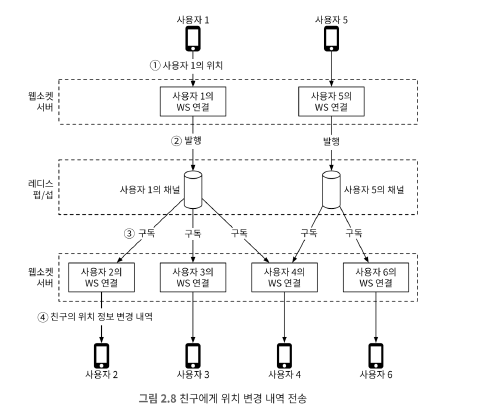 사용자 1
사용자 5
① 사용자 1의 위치
웹소켓
서버
사용자 1의
WS 연결
사용자 5의
WS 연결
② 발행
발행
레디스
펍/섭
사용자 1의 채널
사용자 5의 채널
③ 구독
구독
구독
구독
구독
웹소켓
서버
사용자 2의
WS 연결
사용자 3의
WS 연결
사용자 4의
WS 연결
사용자 6의
WS 연결
④ 친구의 위치 정보 변경 내역
사용자 2
사용자 3
사용자 4
사용자 6
그림 2.8 친구에게 위치 변경 내역 전송